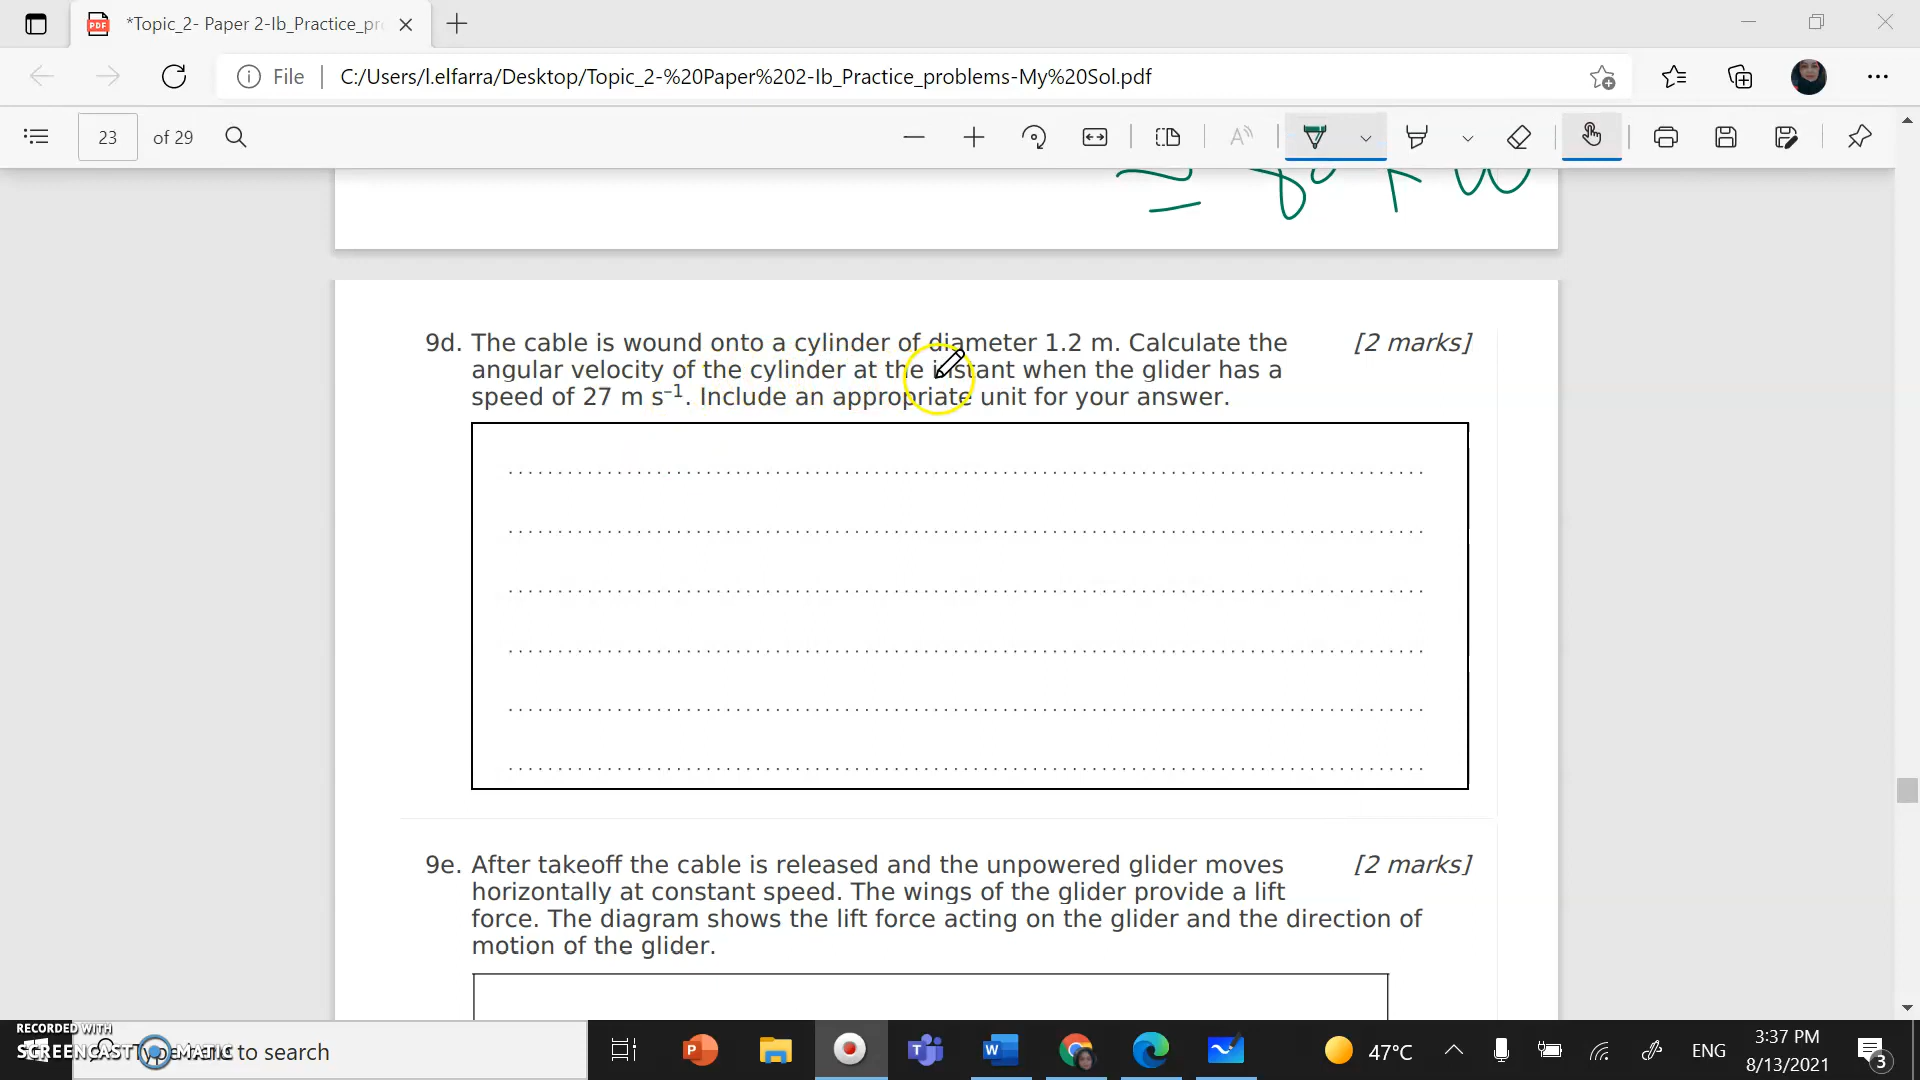 *Topic_2- Paper 2-Ib_Practice_pr
File
C:/Users/l.elfarra/Desktop/Topic_2-%20Paper%202-Ib_Practice_problems-My%20Sol.pdf
23 of 29
9d. The cable is wound onto a cylinder of diameter 1.2 m. Calculate the [2 marks]
angular velocity of the cylinder at the instant when the glider has a
speed of 27 m s⁻¹. Include an appropriate unit for your answer.
9e. After takeoff the cable is released and the unpowered glider moves [2 marks]
horizontally at constant speed. The wings of the glider provide a lift
force. The diagram shows the lift force acting on the glider and the direction of
motion of the glider.
RECORDED WITH
SCREENCAST MATIC
to search
47°C
ENG
3:37 PM
8/13/2021
3